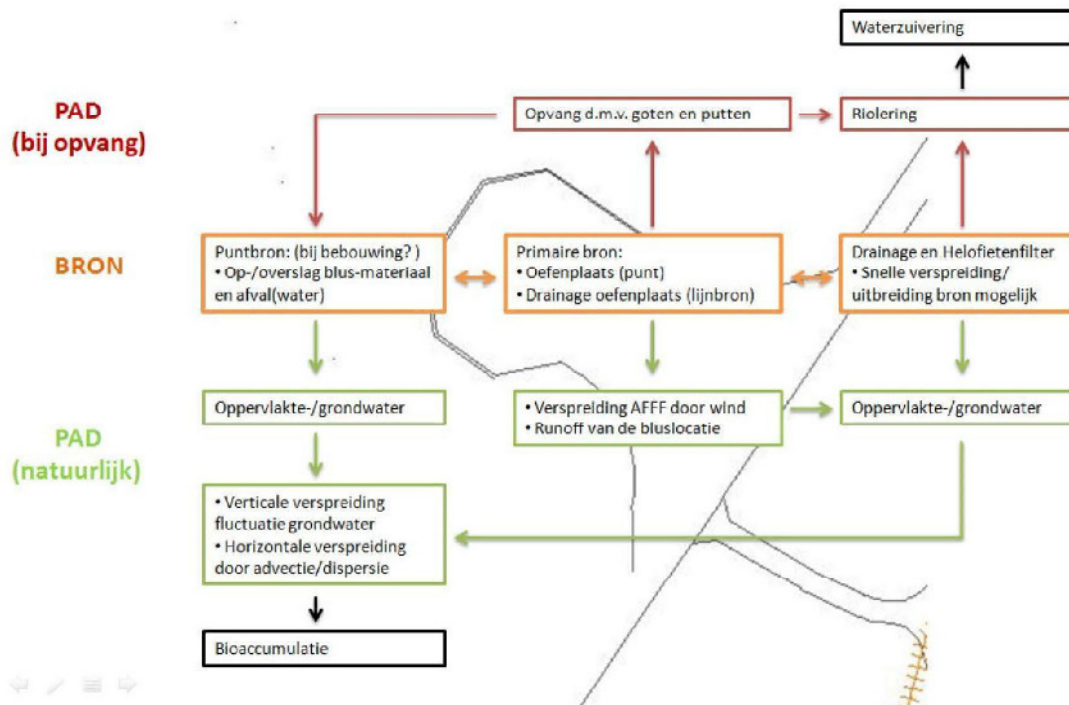 Waterzuivering
PAD
(bij opvang)
Opvang d.m.v. goten en putten
Riolering
BRON
Puntbron: (bij bebouwing? )
• Op-/overslag blus-materiaal
en afval(water)
Primaire bron:
• Oefenplaats (punt)
• Drainage oefenplaats (lijnbron)
Drainage en Helofietenfilter
• Snelle verspreiding/
uitbreiding bron mogelijk
PAD
(natuurlijk)
Oppervlakte-/grondwater
• Verspreiding AFFF door wind
• Runoff van de bluslocatie
Oppervlakte-/grondwater
• Verticale verspreiding
fluctuatie grondwater
• Horizontale verspreiding
door advectie/dispersie
Bioaccumulatie